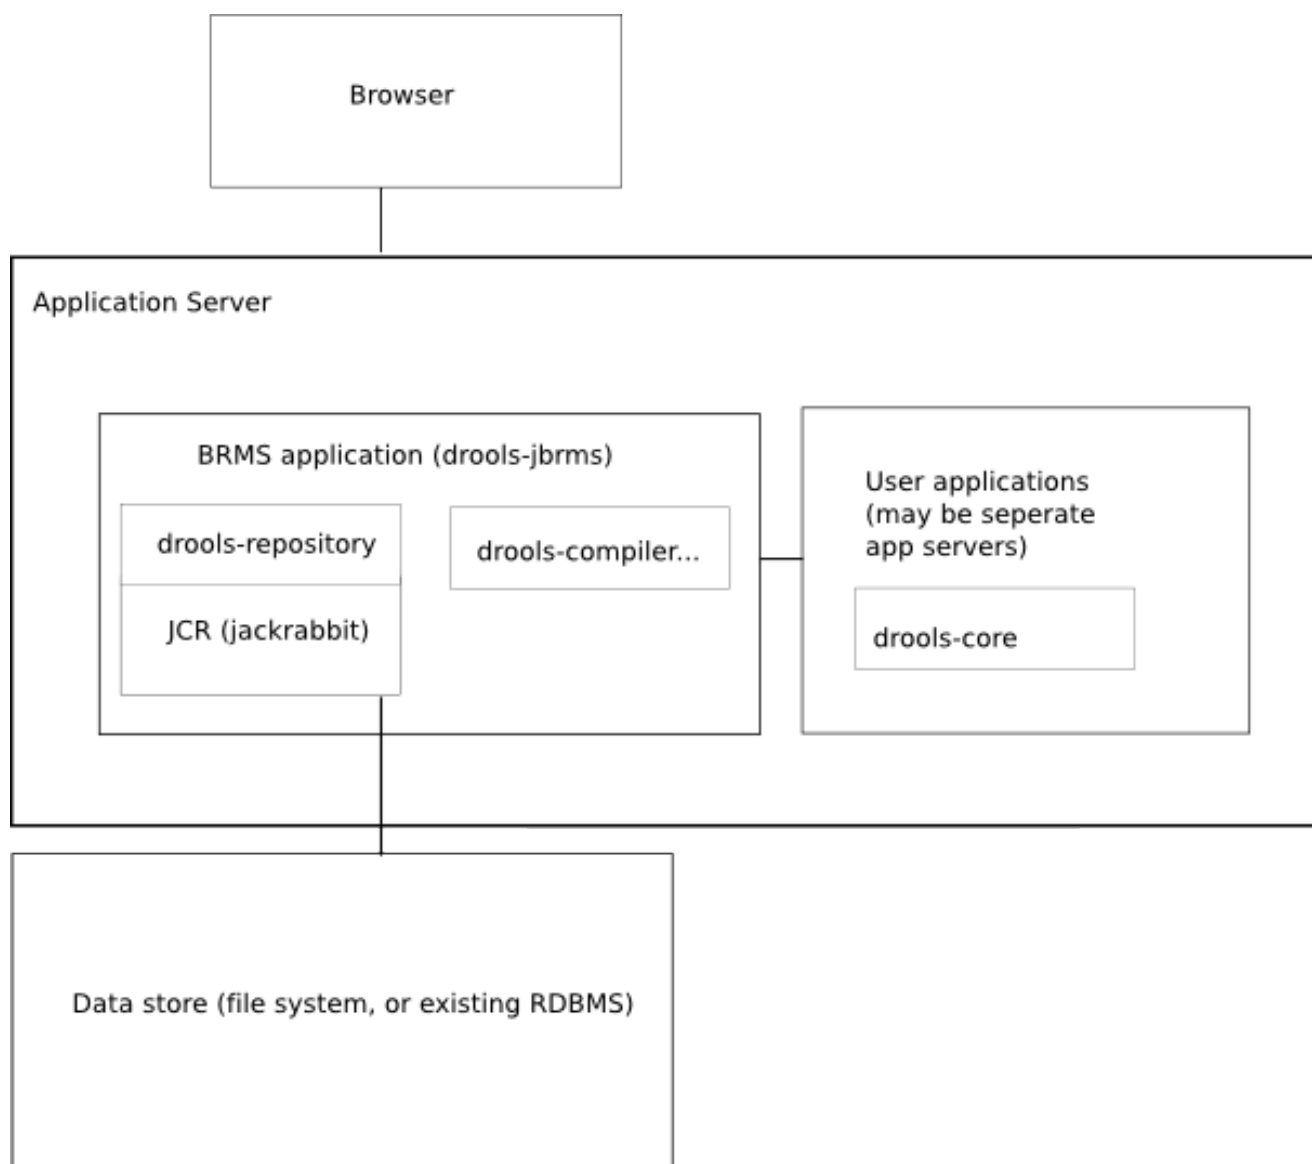 Browser
Application Server
BRMS application (drools-jbrms)
drools-repository
drools-compiler...
JCR (jackrabbit)
User applications
(may be seperate
app servers)
drools-core
Data store (file system, or existing RDBMS)